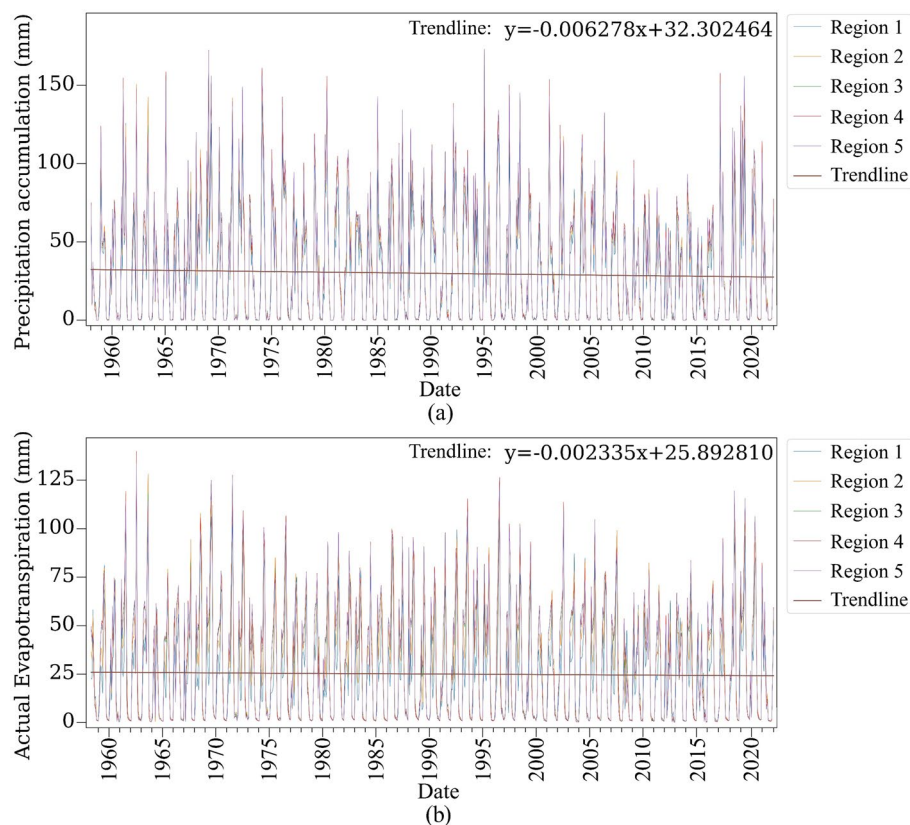 Trendline: y=-0.006278x+32.302464
Region 1
Region 2
Region 3
Region 4
Region 5
Trendline
Precipitation accumulation (mm)
150
100
50
0
1960 1965 1970 1975 1980 1985 1990 1995 2000 2005 2010 2015 2020
Date
(a)
Trendline: y=-0.002335x+25.892810
Region 1
Region 2
Region 3
Region 4
Region 5
Trendline
Actual Evapotranspiration (mm)
125
100
75
50
25
0
1960 1965 1970 1975 1980 1985 1990 1995 2000 2005 2010 2015 2020
Date
(b)